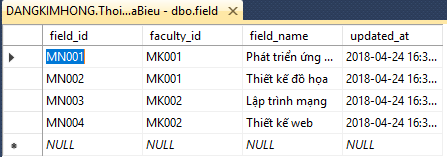 DANGKIMHONG.Thoi...aBieu - dbo.field
field_id faculty_id field_name updated_at
MN001 MK001 Phát triển ứng ... 2018-04-24 16:3...
MN002 MK001 Thiết kế đồ họa 2018-04-24 16:3...
MN003 MK002 Lập trình mạng 2018-04-24 16:3...
MN004 MK002 Thiết kế web 2018-04-24 16:3...
NULL NULL NULL NULL